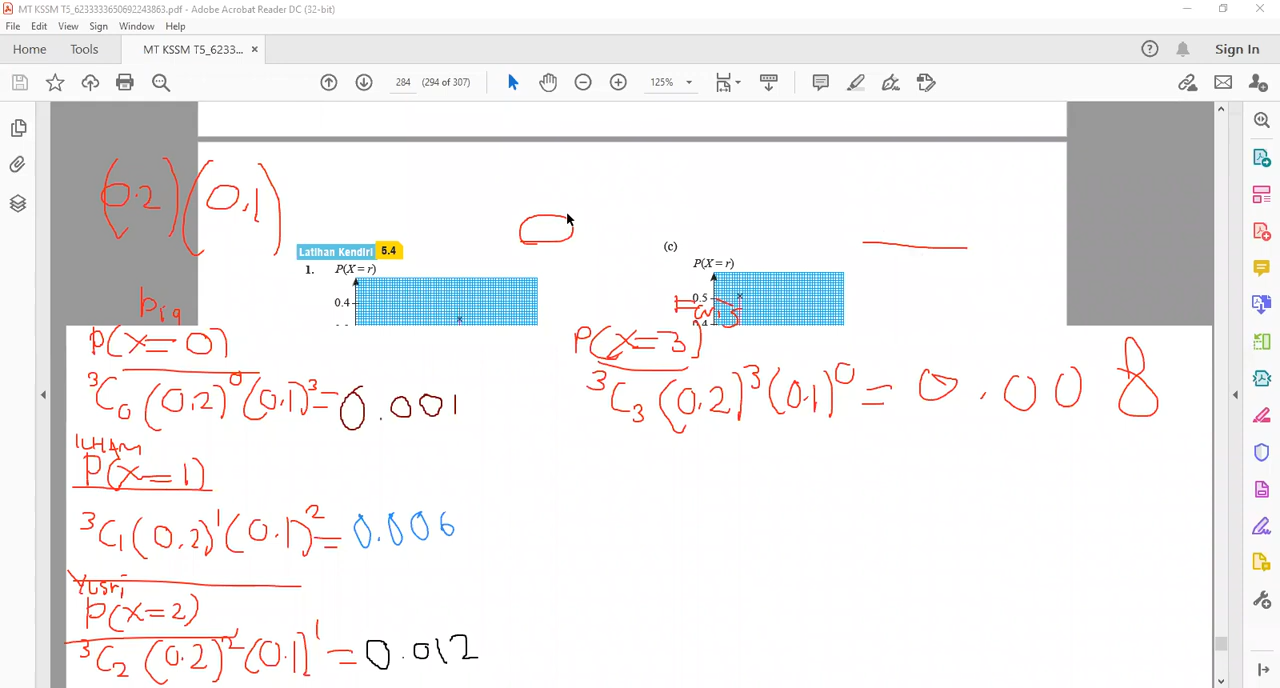 MT KSSM T5_6233333650692243863.pdf - Adobe Acrobat Reader DC (32-bit)
File Edit View Sign Window Help
Home Tools MT KSSM T5_6233... × Sign In
284 (294 of 307) 125%
(0.2)(0.1)
Latihan Kendiri 5.4
1. P(X = r)
0.4
(c)
P(X = r)
0.5
0.4
P(x=0)
³C₀(0.2)⁰(0.1)³=0.001
ILHAM
P(x=1)
³C₁(0.2)¹(0.1)²=0.006
YUSri
P(x=2)
³C₂(0.2)²(0.1)¹=0.012
P(x=3)
³C₃(0.2)³(0.1)⁰=0.008